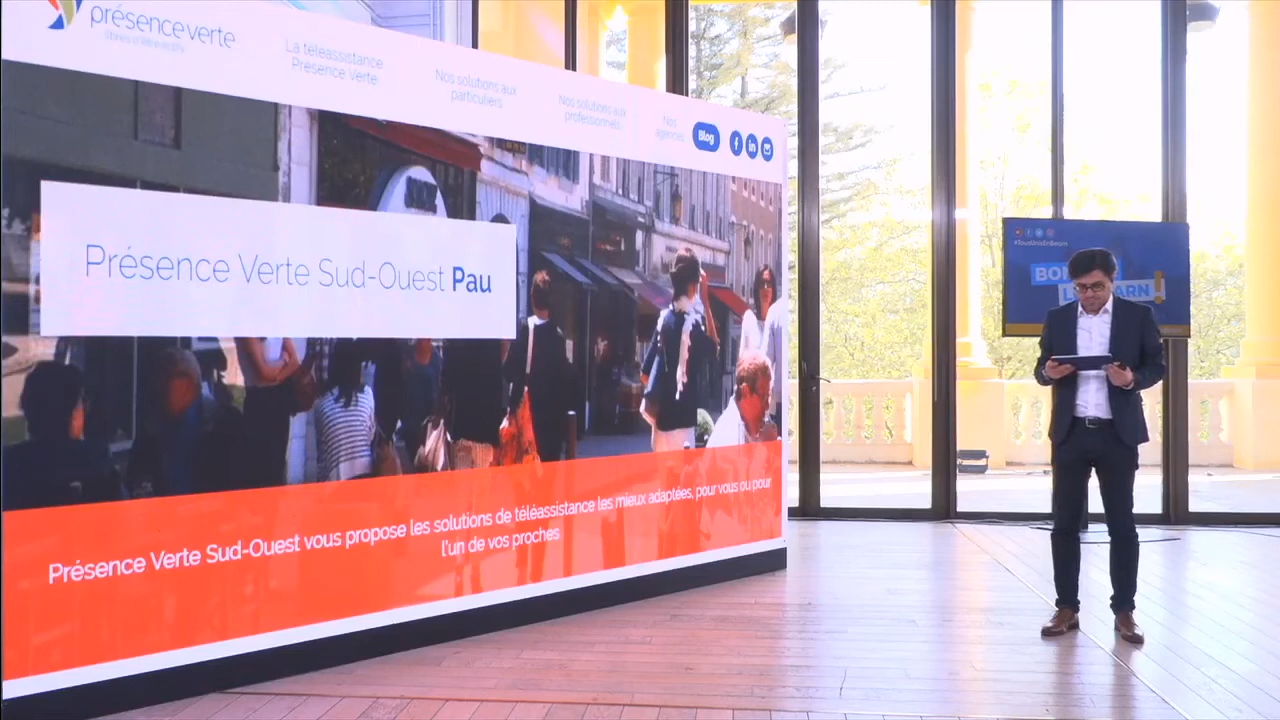 présence verte
La téléassistance
Présence Verte
Nos solutions aux
particuliers
Nos solutions aux
professionnels
Nos
agences
Blog
Présence Verte Sud-Ouest Pau
Présence Verte Sud-Ouest vous propose les solutions de téléassistance les mieux adaptées, pour vous ou pour
l'un de vos proches
#TousUnisEnBéarn